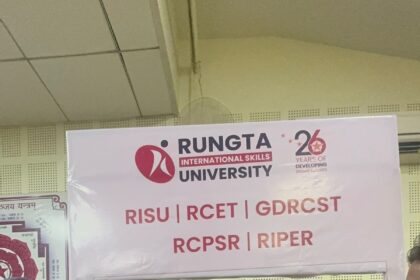 RUNGTA
INTERNATIONAL SKILLS
UNIVERSITY
26
YEARS OF
DEVELOPING
RISU | RCET | GDRCST
RCPSR | RIPER